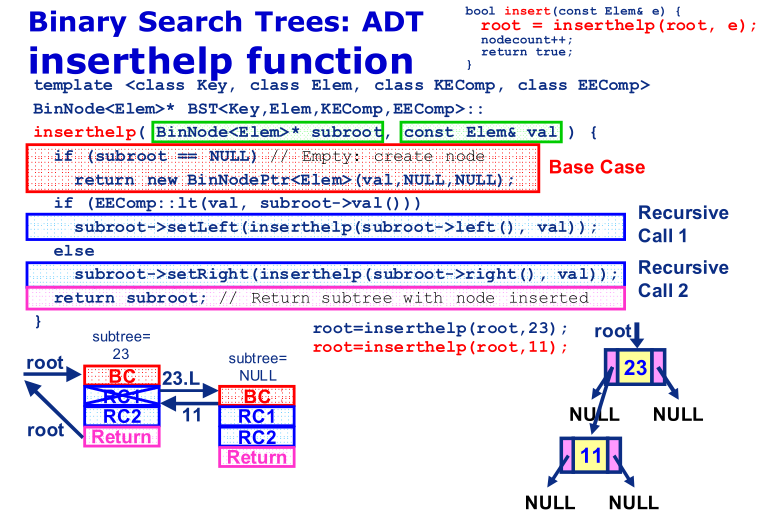 Binary Search Trees: ADT
inserthelp function
bool insert(const Elem& e) {
root = inserthelp(root, e);
nodecount++;
return true;
}
template <class Key, class Elem, class KEComp, class EEComp>
BinNode<Elem>* BST<Key,Elem,KEComp,EEComp>::
inserthelp( BinNode<Elem>* subroot, const Elem& val ) {
if (subroot == NULL) // Empty: create node
return new BinNodePtr<Elem>(val,NULL,NULL);
Base Case
if (EEComp::lt(val, subroot->val()))
subroot->setLeft(inserthelp(subroot->left(), val));
Recursive
Call 1
else
subroot->setRight(inserthelp(subroot->right(), val));
Recursive
Call 2
return subroot; // Return subtree with node inserted
}
root=inserthelp(root,23);
root=inserthelp(root,11);
subtree=
23
root
BC
RC1
RC2
Return
root
23.L
11
subtree=
NULL
BC
RC1
RC2
Return
root
23
NULL
NULL
11
NULL
NULL